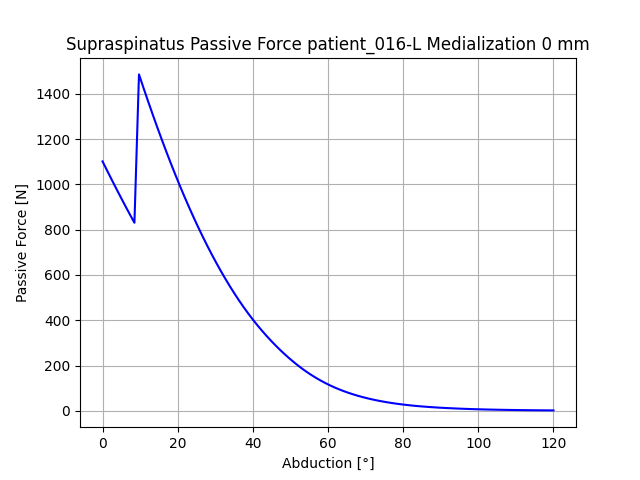 Supraspinatus Passive Force patient_016-L Medialization 0 mm
1400
1200
1000
800
600
400
200
0
Passive Force [N]
0 20 40 60 80 100 120
Abduction [°]